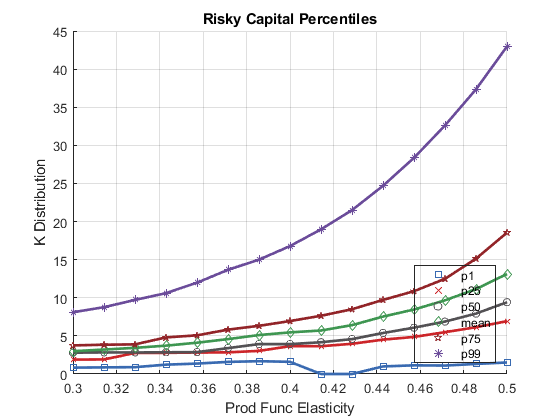 Risky Capital Percentiles
K Distribution
45
40
35
30
25
20
15
10
5
0
p1
p25
p50
mean
p75
p99
0.3 0.32 0.34 0.36 0.38 0.4 0.42 0.44 0.46 0.48 0.5
Prod Func Elasticity